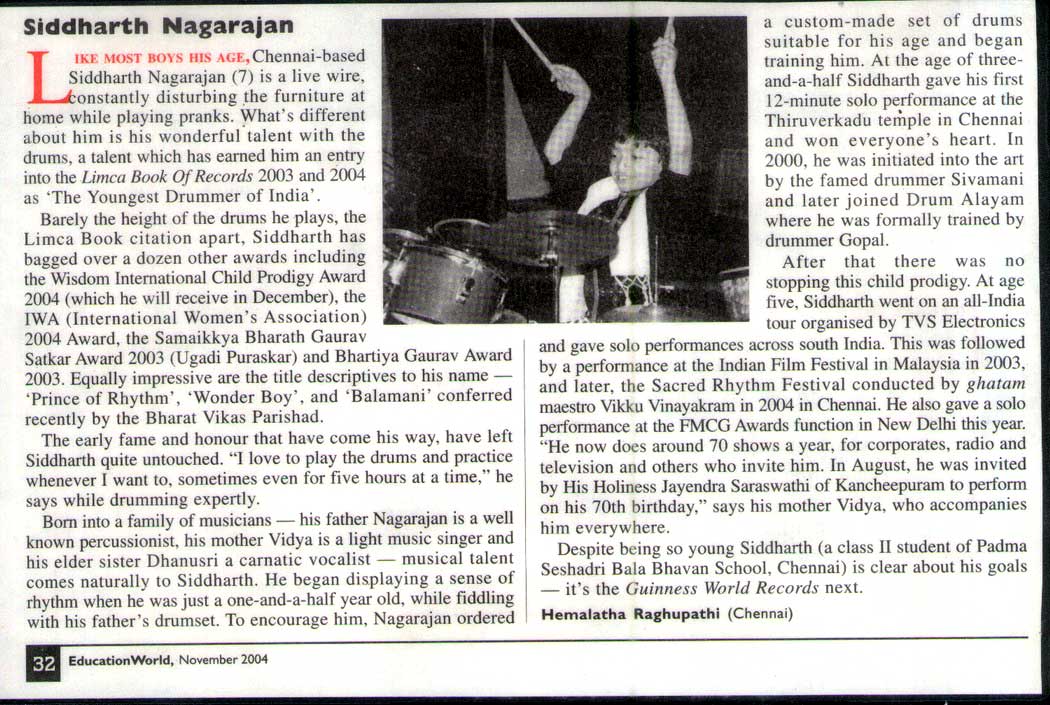 Siddharth Nagarajan
LIKE MOST BOYS HIS AGE, Chennai-based
Siddharth Nagarajan (7) is a live wire,
constantly disturbing the furniture at
home while playing pranks. What's different
about him is his wonderful talent with the
drums, a talent which has earned him an entry
into the Limca Book Of Records 2003 and 2004
as 'The Youngest Drummer of India'.
Barely the height of the drums he plays, the
Limca Book citation apart, Siddharth has
bagged over a dozen other awards including
the Wisdom International Child Prodigy Award
2004 (which he will receive in December), the
IWA (International Women's Association)
2004 Award, the Samaikkya Bharath Gaurav
Satkar Award 2003 (Ugadi Puraskar) and Bhartiya Gaurav Award
2003. Equally impressive are the title descriptives to his name —
'Prince of Rhythm', 'Wonder Boy', and 'Balamani' conferred
recently by the Bharat Vikas Parishad.
The early fame and honour that have come his way, have left
Siddharth quite untouched. "I love to play the drums and practice
whenever I want to, sometimes even for five hours at a time," he
says while drumming expertly.
Born into a family of musicians — his father Nagarajan is a well
known percussionist, his mother Vidya is a light music singer and
his elder sister Dhanusri a carnatic vocalist — musical talent
comes naturally to Siddharth. He began displaying a sense of
rhythm when he was just a one-and-a-half year old, while fiddling
with his father's drumset. To encourage him, Nagarajan ordered
a custom-made set of drums
suitable for his age and began
training him. At the age of three-
and-a-half Siddharth gave his first
12-minute solo performance at the
Thiruverkadu temple in Chennai
and won everyone's heart. In
2000, he was initiated into the art
by the famed drummer Sivamani
and later joined Drum Alayam
where he was formally trained by
drummer Gopal.
After that there was no
stopping this child prodigy. At age
five, Siddharth went on an all-India
tour organised by TVS Electronics
and gave solo performances across south India. This was followed
by a performance at the Indian Film Festival in Malaysia in 2003,
and later, the Sacred Rhythm Festival conducted by ghatam
maestro Vikku Vinayakram in 2004 in Chennai. He also gave a solo
performance at the FMCG Awards function in New Delhi this year.
"He now does around 70 shows a year, for corporates, radio and
television and others who invite him. In August, he was invited
by His Holiness Jayendra Saraswathi of Kancheepuram to perform
on his 70th birthday," says his mother Vidya, who accompanies
him everywhere.
Despite being so young Siddharth (a class II student of Padma
Seshadri Bala Bhavan School, Chennai) is clear about his goals
— it's the Guinness World Records next.
Hemalatha Raghupathi (Chennai)
32 EducationWorld, November 2004